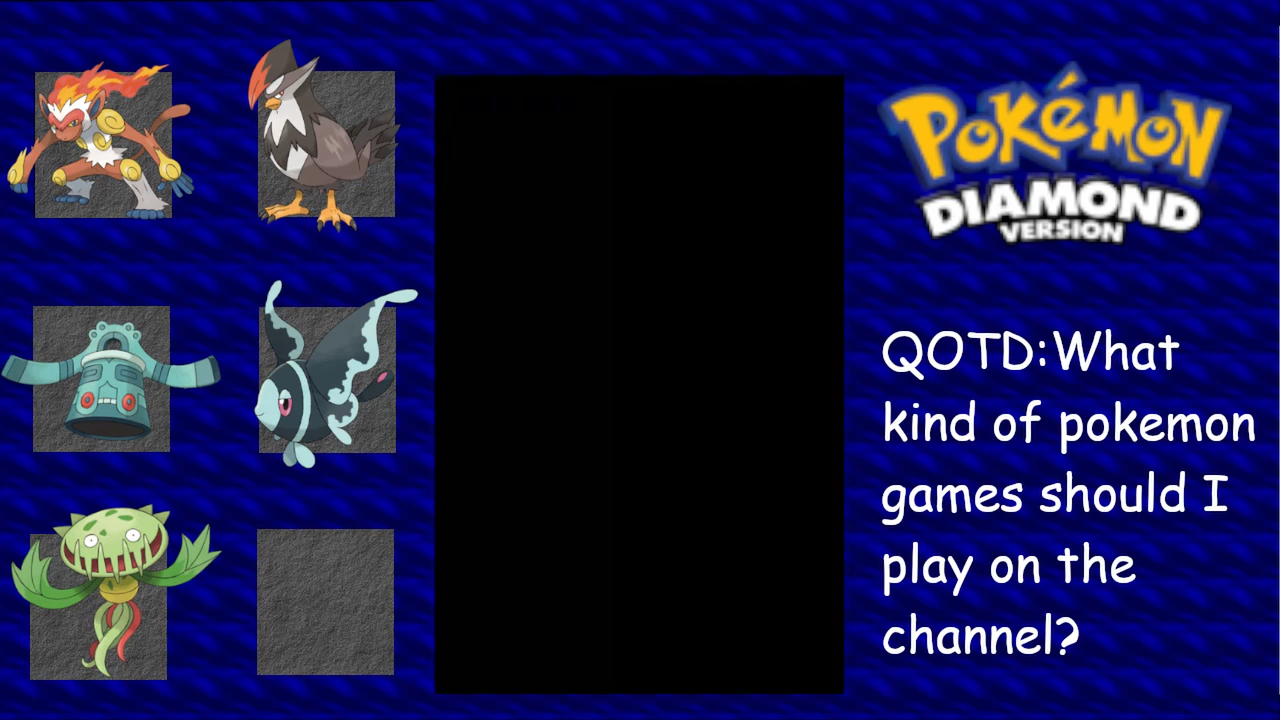 POKÉMON
DIAMOND
VERSION
QOTD:What
kind of pokemon
games should I
play on the
channel?